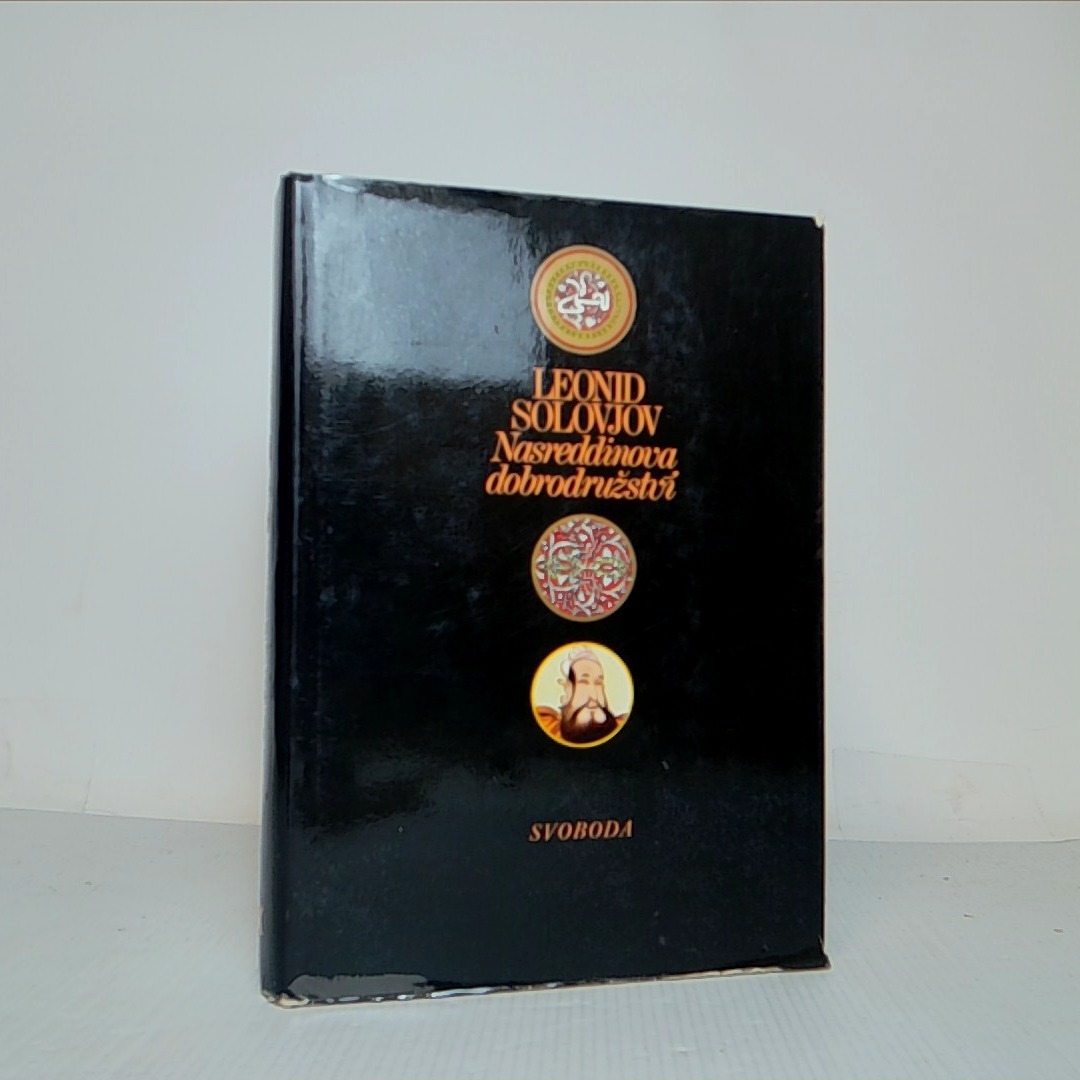 LEONID
SOLOVJOV
Nasreddinova
dobrodružství
SVOBODA